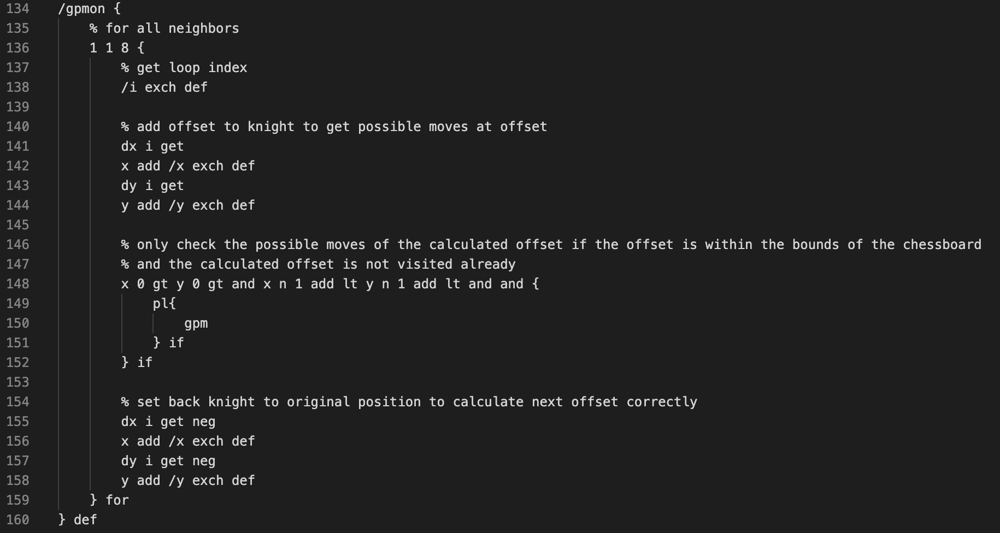 134 /gpmon {
135 % for all neighbors
136 1 1 8 {
137 % get loop index
138 /i exch def
139
140 % add offset to knight to get possible moves at offset
141 dx i get
142 x add /x exch def
143 dy i get
144 y add /y exch def
145
146 % only check the possible moves of the calculated offset if the offset is within the bounds of the chessboard
147 % and the calculated offset is not visited already
148 x 0 gt y 0 gt and x n 1 add lt y n 1 add lt and and {
149 pl{
150 gpm
151 } if
152 } if
153
154 % set back knight to original position to calculate next offset correctly
155 dx i get neg
156 x add /x exch def
157 dy i get neg
158 y add /y exch def
159 } for
160 } def